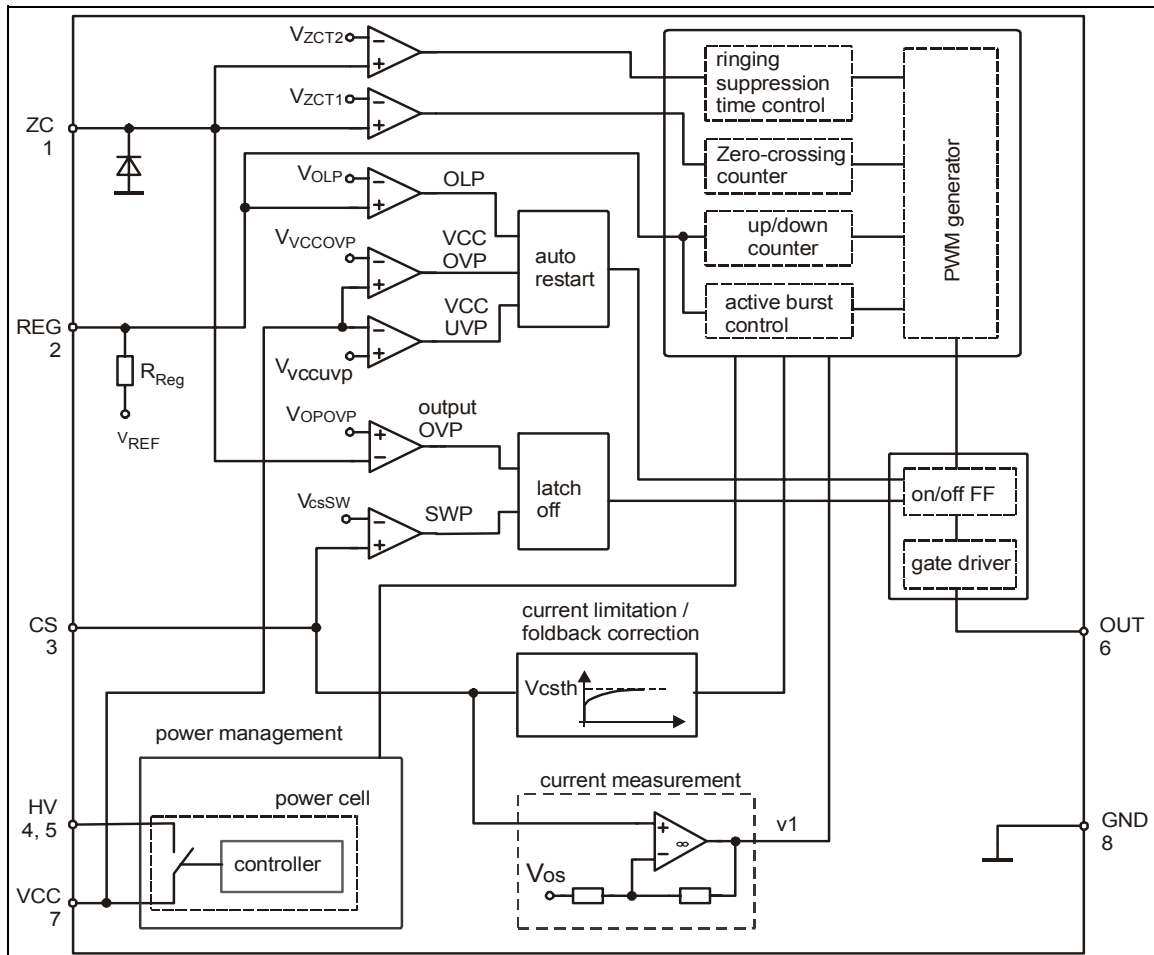 VZCT2
ringing
suppression
time control
VZCT1
ZC
1
Zero-crossing
counter
PWM generator
VOLP
OLP
VVCCOVP
VCC
OVP
auto
restart
up/down
counter
VCC
UVP
active burst
control
REG
2
RReg
Vvccuvp
VREF
VOPOVP
output
OVP
latch
off
on/off FF
VcsSW
SWP
gate driver
CS
3
current limitation /
foldback correction
OUT
6
Vcsth
power management
current measurement
HV
4, 5
power cell
v1
GND
8
controller
∞
Vos
VCC
7